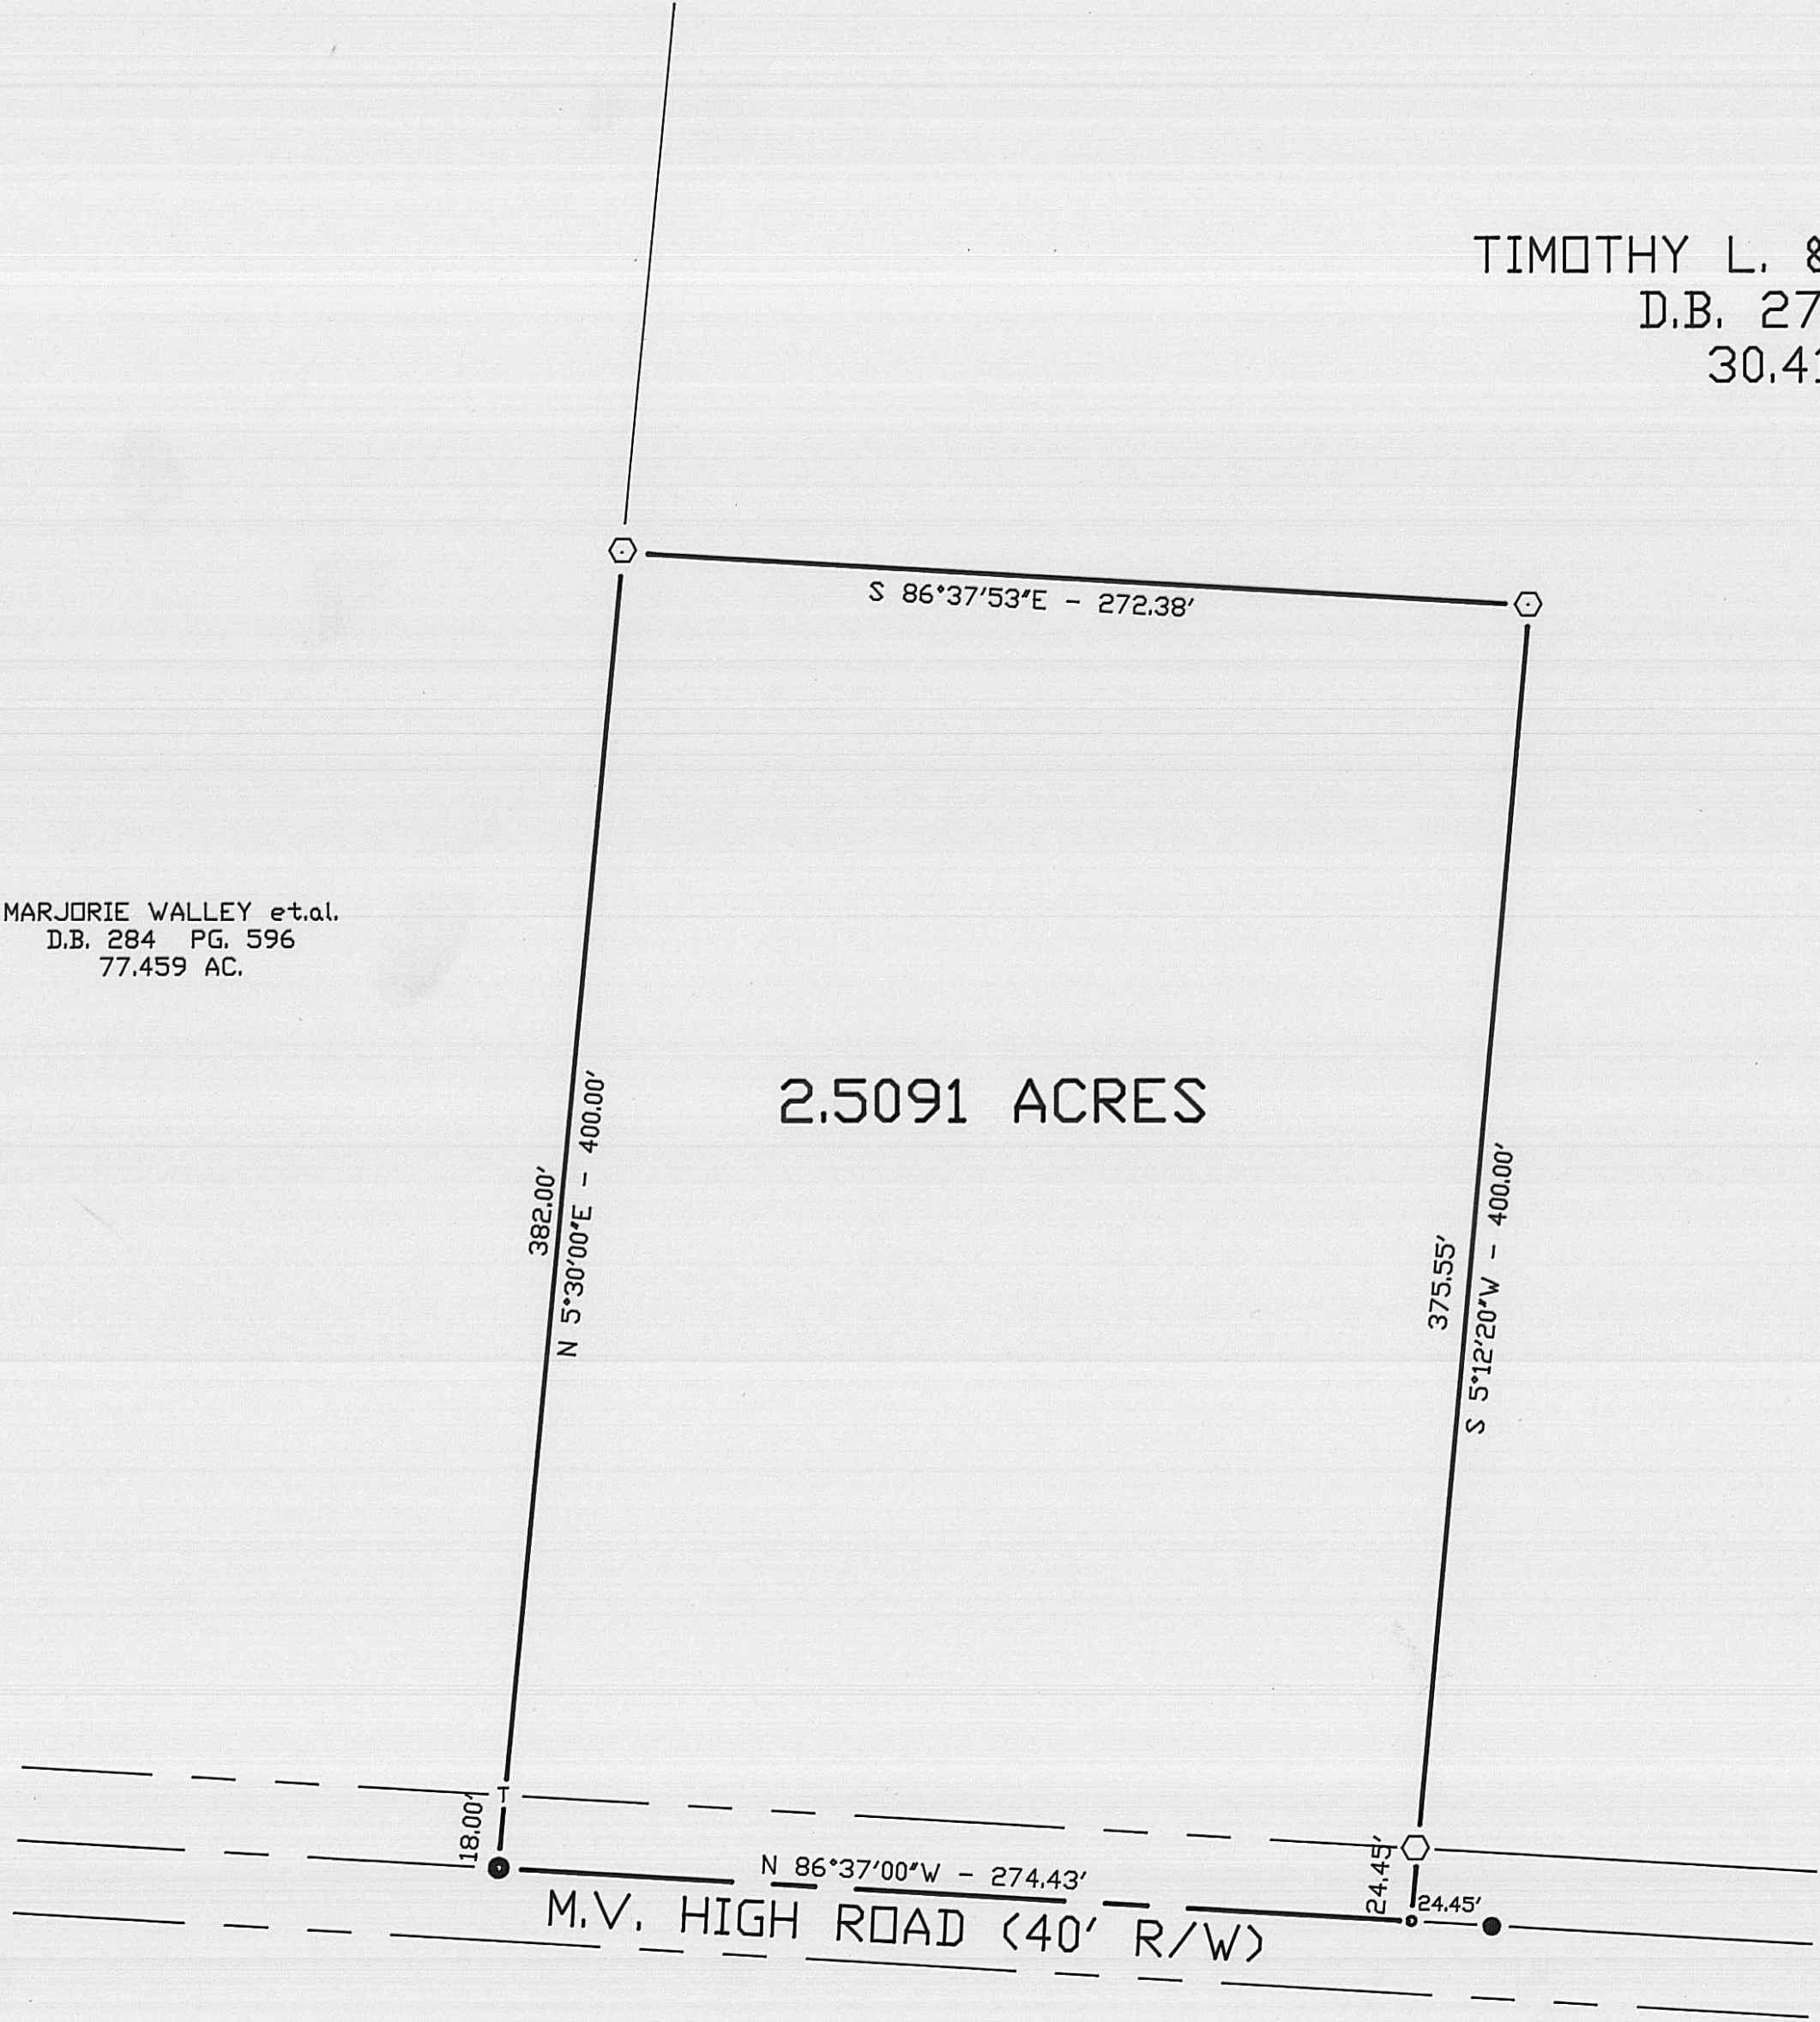 TIMOTHY L. &
D.B. 27
30.41
S 86°37'53"E - 272.38'
MARJORIE WALLEY et.al.
D.B. 284 PG. 596
77.459 AC.
2.5091 ACRES
382.00'
N 5°30'00"E - 400.00'
375.55'
S 5°12'20"W - 400.00'
T
18.00'
N 86°37'00"W - 274.43'
24.45'
24.45'
M.V. HIGH ROAD (40' R/W)